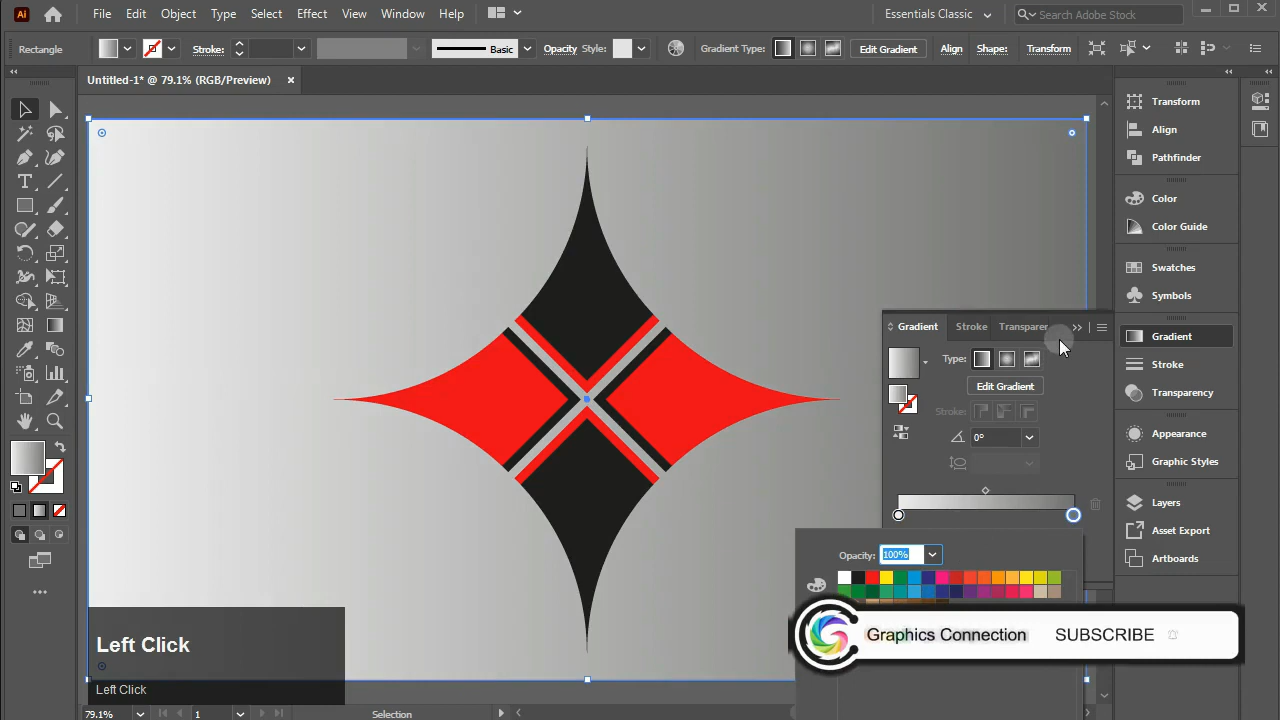 Ai File Edit Object Type Select Effect View Window Help Essentials Classic Search Adobe Stock
Rectangle Stroke: Basic Opacity Style: Gradient Type: Edit Gradient Align Shape: Transform
Untitled-1* @ 79.1% (RGB/Preview)
Transform
Align
Pathfinder
Color
Color Guide
Swatches
Symbols
Gradient
Stroke
Transparency
Appearance
Graphic Styles
Layers
Asset Export
Artboards
Gradient Stroke Transparer
Type:
Edit Gradient
Stroke:
0°
Opacity: 100%
Graphics Connection SUBSCRIBE
Left Click
Left Click
79.1% 1 Selection